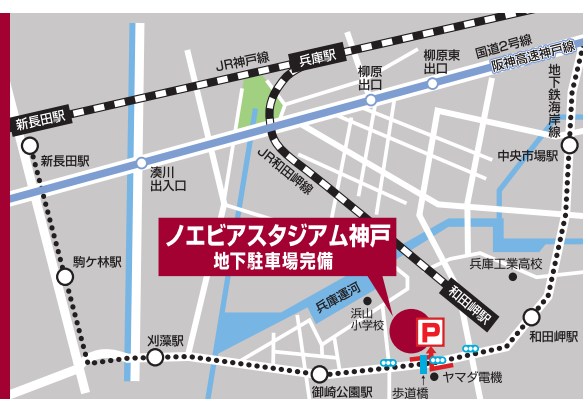 国道2号線
阪神高速神戸線
柳原東
出口
柳原
出口
JR神戸線
兵庫駅
地下鉄海岸線
新長田駅
新長田駅
湊川
出入口
中央市場駅
JR和田岬線
ノエビアスタジアム神戸
地下駐車場完備
駒ケ林駅
兵庫工業高校
兵庫運河
和田岬駅
浜山
小学校
P
和田岬駅
刈藻駅
御崎公園駅
ヤマダ電機
歩道橋